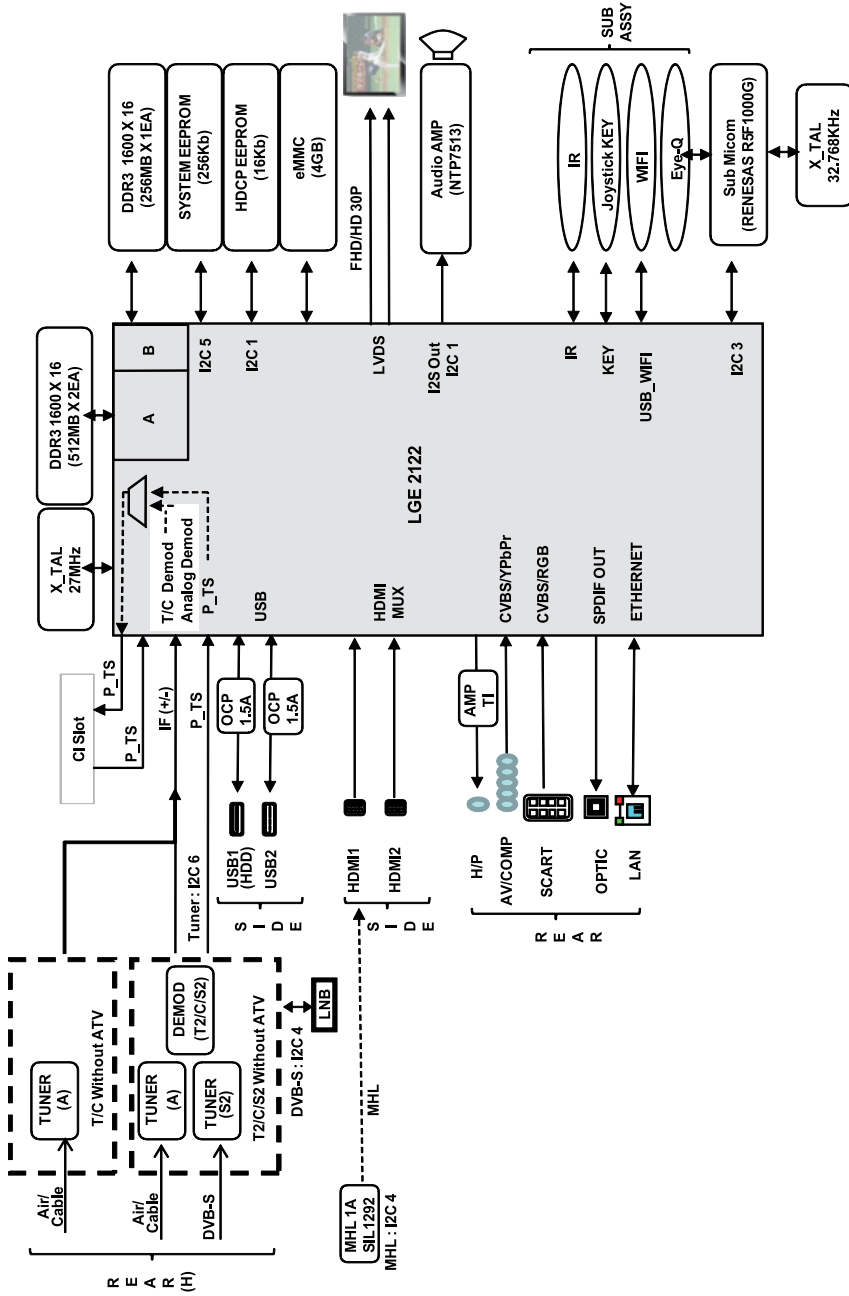 REAR
(H)
Air/
Cable
TUNER
(A)
T/C Without ATV
Air/
Cable
DVB-S
TUNER
(A)
TUNER
(S2)
DEMOD
(T2/C/S2)
T2/C/S2 Without ATV
DVB-S : I2C 4
LNB
Tuner : I2C 6
CI Slot
P_TS
P_TS
IF (+/-)
P_TS
X_TAL
27MHz
DDR3 1600 X 16
(512MB X 2EA)
A
B
T/C Demod
Analog Demod
P_TS
SIDE
USB1
(HDD)
USB2
OCP
1.5A
OCP
1.5A
USB
MHL 1A
SIL1292
MHL : I2C 4
MHL
SIDE
HDMI1
HDMI2
HDMI
MUX
LGE 2122
REAR
H/P
AV/COMP
SCART
OPTIC
LAN
AMP
TI
CVBS/YPbPr
CVBS/RGB
SPDIF OUT
ETHERNET
I2C 5
I2C 1
LVDS
I2S Out
I2C 1
IR
KEY
USB_WIFI
I2C 3
DDR3 1600 X 16
(256MB X 1EA)
SYSTEM EEPROM
(256Kb)
HDCP EEPROM
(16Kb)
eMMC
(4GB)
FHD/HD 30P
Audio AMP
(NTP7513)
IR
Joystick KEY
WIFI
Eye-Q
SUB
ASSY
Sub Micom
(RENESAS R5F1000G)
X_TAL
32.768KHz